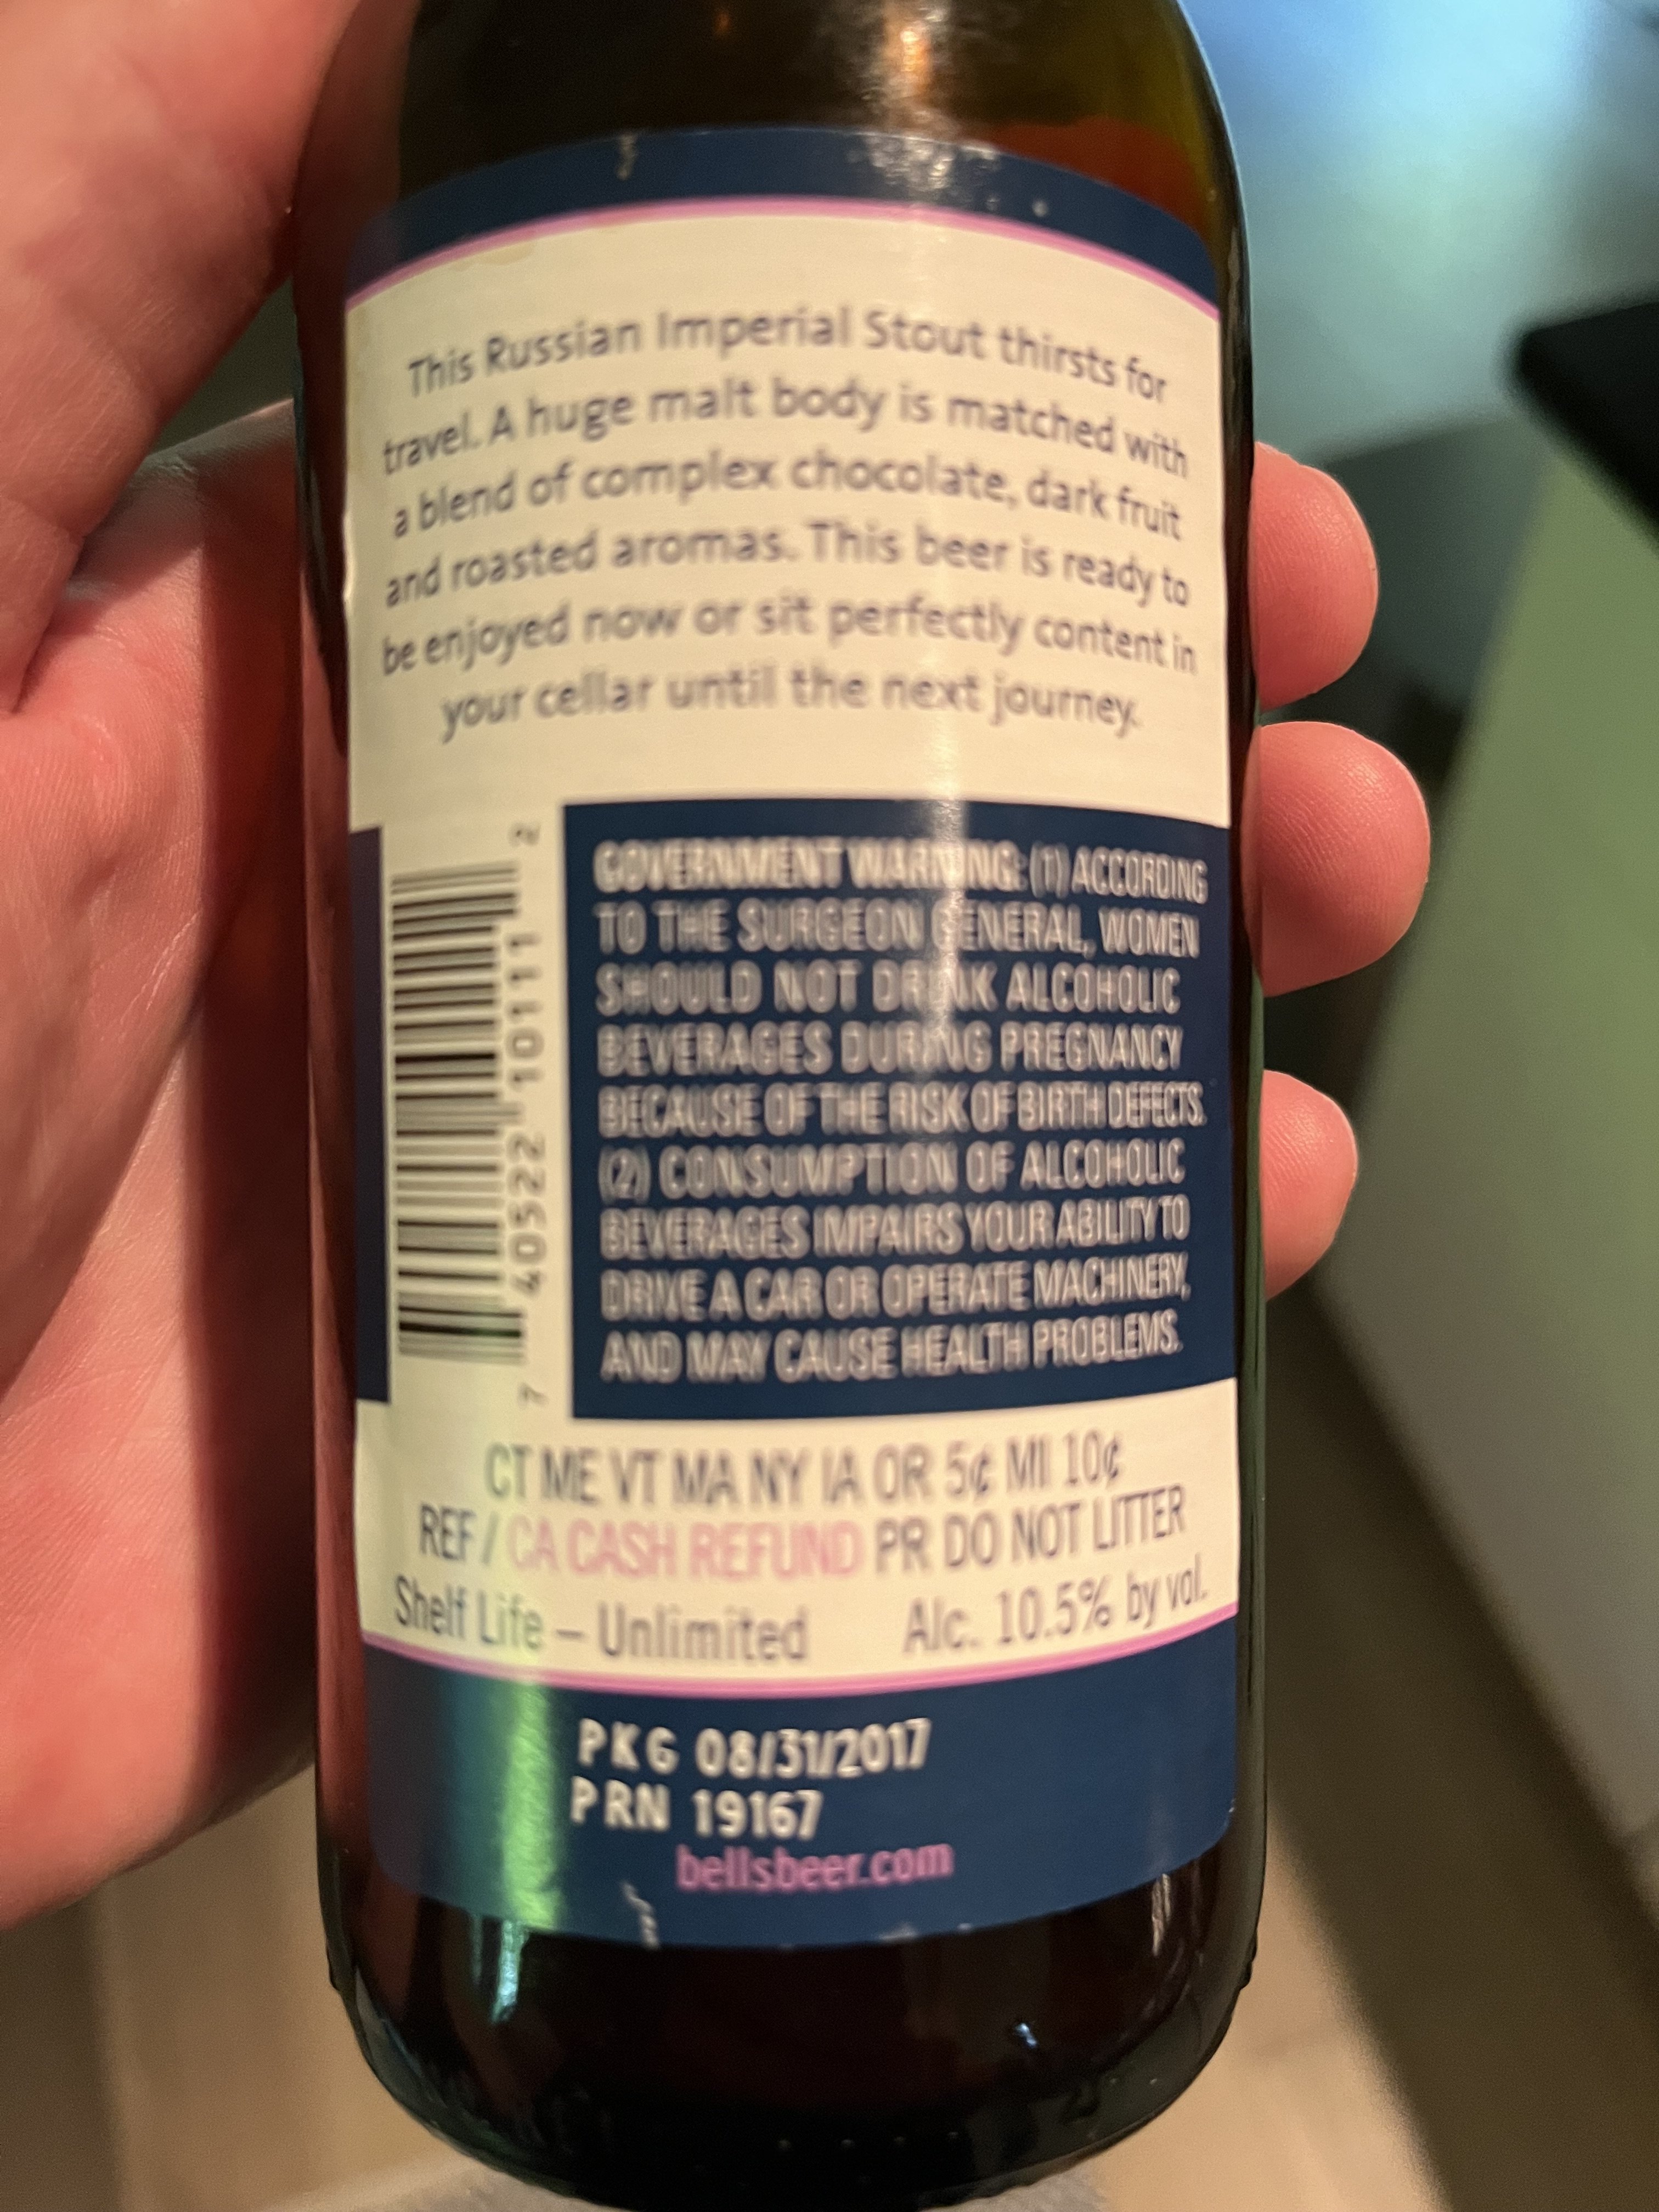 This Russian Imperial Stout thirsts for
travel. A huge malt body is matched with
a blend of complex chocolate, dark fruit
and roasted aromas. This beer is ready to
be enjoyed now or sit perfectly content in
your cellar until the next journey.
7 40522 10111 2
GOVERNMENT WARNING: (1) ACCORDING
TO THE SURGEON GENERAL, WOMEN
SHOULD NOT DRINK ALCOHOLIC
BEVERAGES DURING PREGNANCY
BECAUSE OF THE RISK OF BIRTH DEFECTS.
(2) CONSUMPTION OF ALCOHOLIC
BEVERAGES IMPAIRS YOUR ABILITY TO
DRIVE A CAR OR OPERATE MACHINERY,
AND MAY CAUSE HEALTH PROBLEMS.
CT ME VT MA NY IA OR 5¢ MI 10¢
REF / CA CASH REFUND PR DO NOT LITTER
Shelf Life – Unlimited Alc. 10.5% by vol.
PKG 08/31/2017
PRN 19167
bellsbeer.com